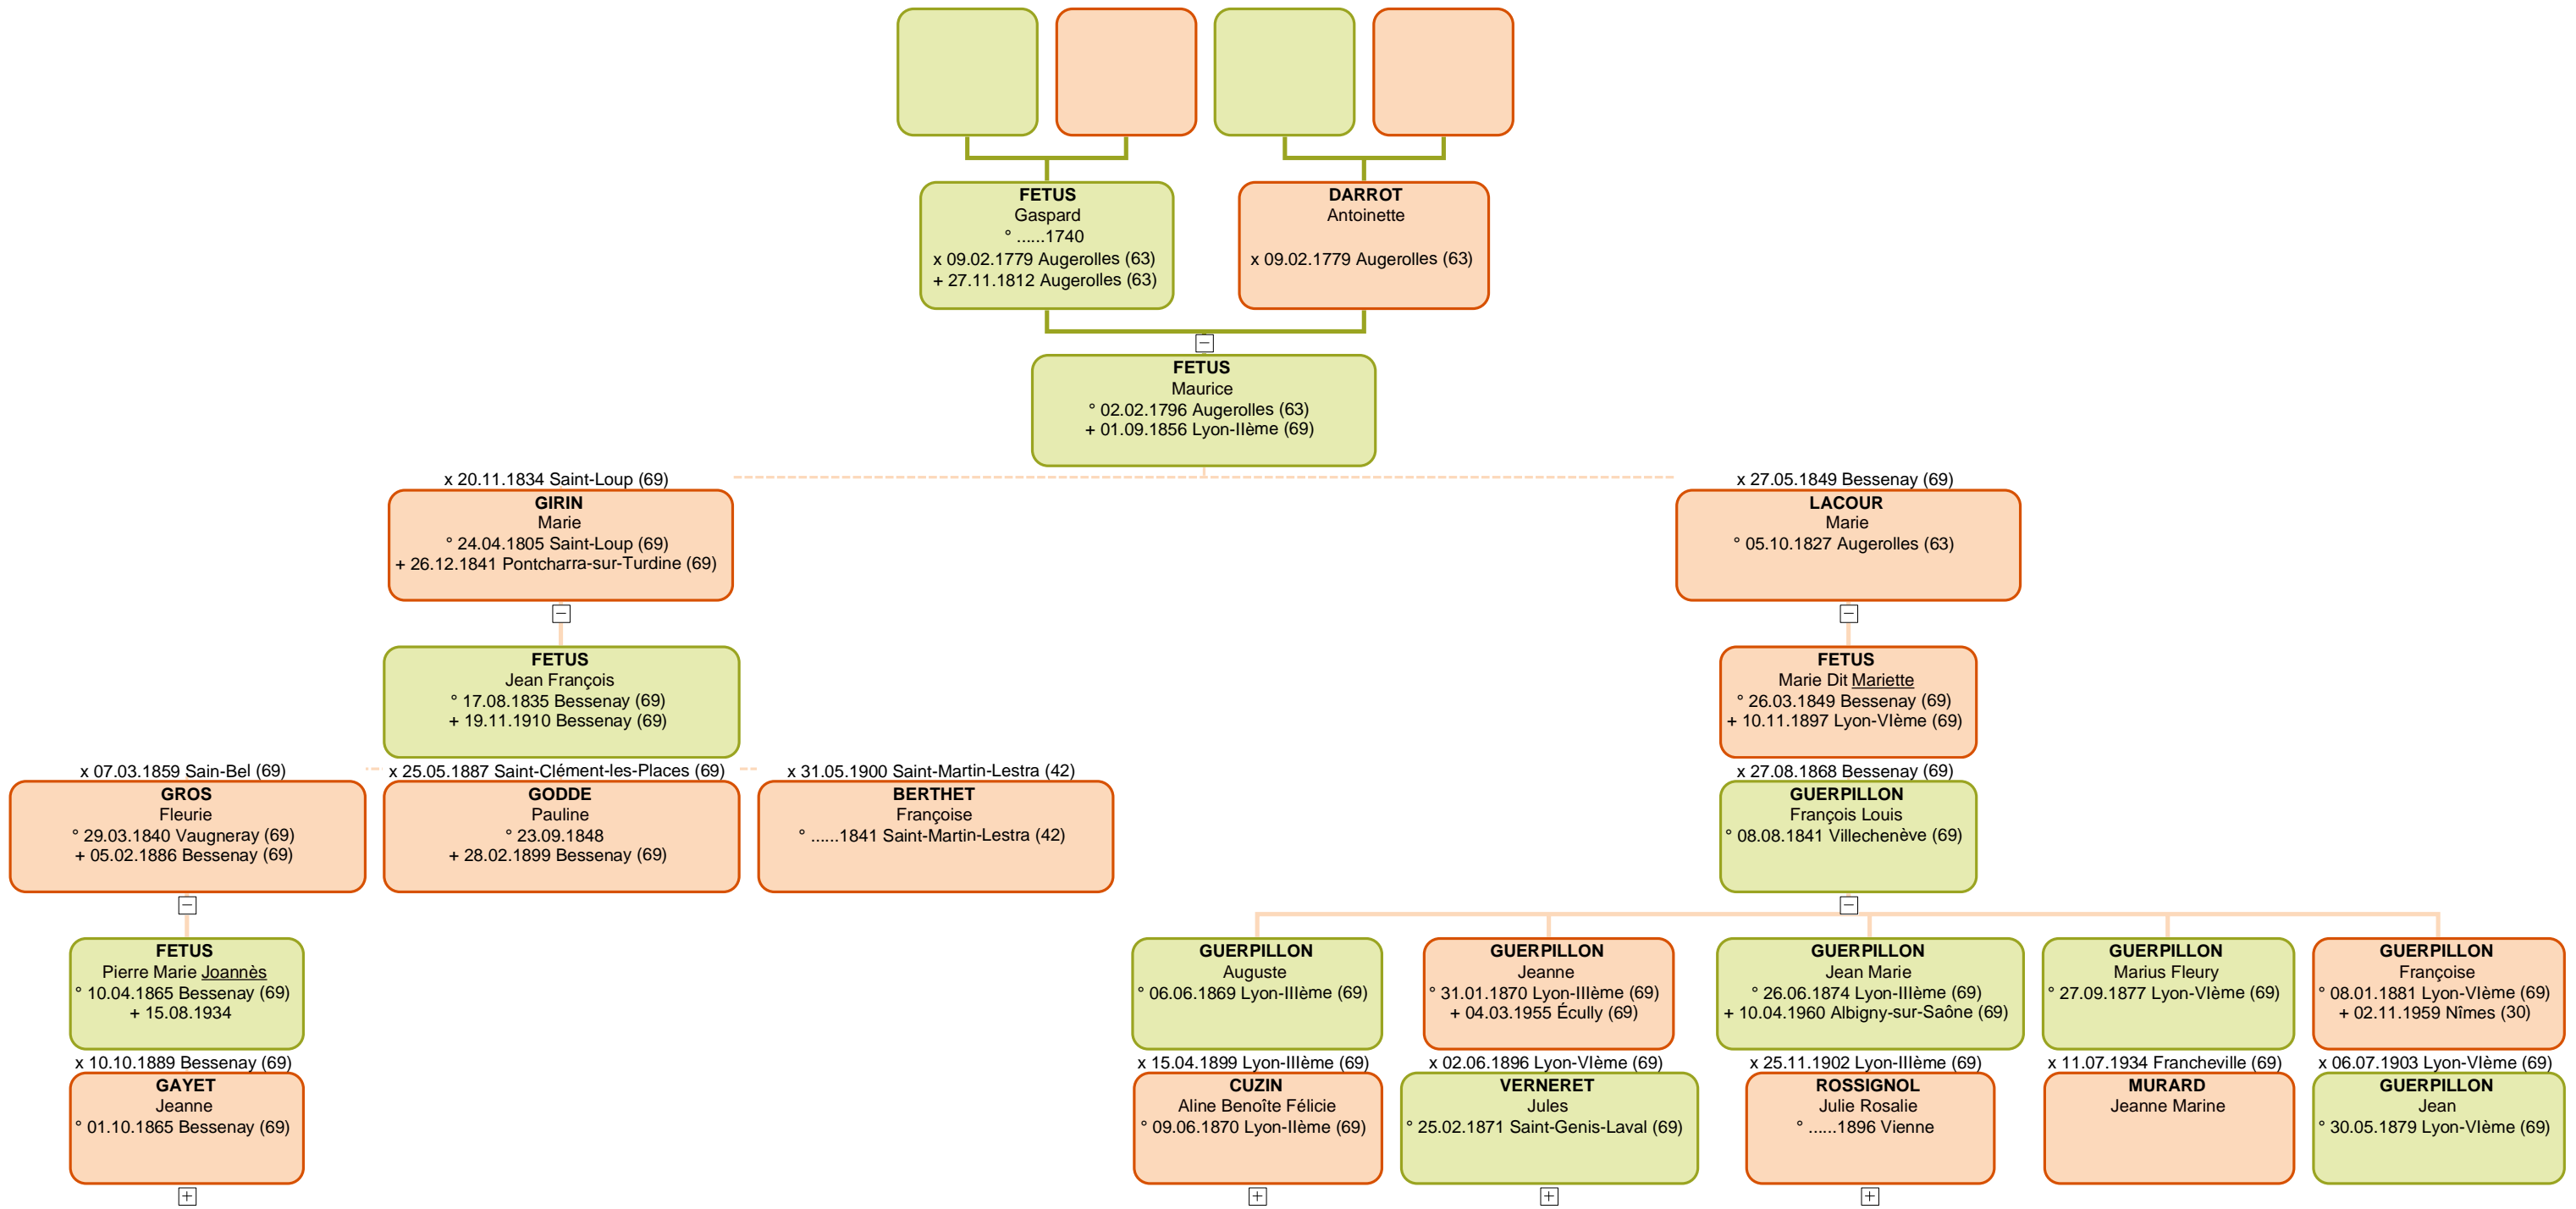 FETUS
Gaspard
° ......1740
x 09.02.1779 Augerolles (63)
+ 27.11.1812 Augerolles (63)
DARROT
Antoinette
x 09.02.1779 Augerolles (63)
FETUS
Maurice
° 02.02.1796 Augerolles (63)
+ 01.09.1856 Lyon-IIème (69)
x 20.11.1834 Saint-Loup (69)
GIRIN
Marie
° 24.04.1805 Saint-Loup (69)
+ 26.12.1841 Pontcharra-sur-Turdine (69)
x 27.05.1849 Bessenay (69)
LACOUR
Marie
° 05.10.1827 Augerolles (63)
FETUS
Jean François
° 17.08.1835 Bessenay (69)
+ 19.11.1910 Bessenay (69)
FETUS
Marie Dit Mariette
° 26.03.1849 Bessenay (69)
+ 10.11.1897 Lyon-VIème (69)
x 07.03.1859 Sain-Bel (69)
GROS
Fleurie
° 29.03.1840 Vaugneray (69)
+ 05.02.1886 Bessenay (69)
x 25.05.1887 Saint-Clément-les-Places (69)
GODDE
Pauline
° 23.09.1848
+ 28.02.1899 Bessenay (69)
x 31.05.1900 Saint-Martin-Lestra (42)
BERTHET
Françoise
° ......1841 Saint-Martin-Lestra (42)
x 27.08.1868 Bessenay (69)
GUERPILLON
François Louis
° 08.08.1841 Villechenève (69)
FETUS
Pierre Marie Joannès
° 10.04.1865 Bessenay (69)
+ 15.08.1934
x 10.10.1889 Bessenay (69)
GAYET
Jeanne
° 01.10.1865 Bessenay (69)
GUERPILLON
Auguste
° 06.06.1869 Lyon-IIIème (69)
x 15.04.1899 Lyon-IIIème (69)
CUZIN
Aline Benoîte Félicie
° 09.06.1870 Lyon-IIème (69)
GUERPILLON
Jeanne
° 31.01.1870 Lyon-IIIème (69)
+ 04.03.1955 Écully (69)
x 02.06.1896 Lyon-VIème (69)
VERNERET
Jules
° 25.02.1871 Saint-Genis-Laval (69)
GUERPILLON
Jean Marie
° 26.06.1874 Lyon-IIIème (69)
+ 10.04.1960 Albigny-sur-Saône (69)
x 25.11.1902 Lyon-IIIème (69)
ROSSIGNOL
Julie Rosalie
° ......1896 Vienne
GUERPILLON
Marius Fleury
° 27.09.1877 Lyon-VIème (69)
x 11.07.1934 Francheville (69)
MURARD
Jeanne Marine
GUERPILLON
Françoise
° 08.01.1881 Lyon-VIème (69)
+ 02.11.1959 Nîmes (30)
x 06.07.1903 Lyon-VIème (69)
GUERPILLON
Jean
° 30.05.1879 Lyon-VIème (69)